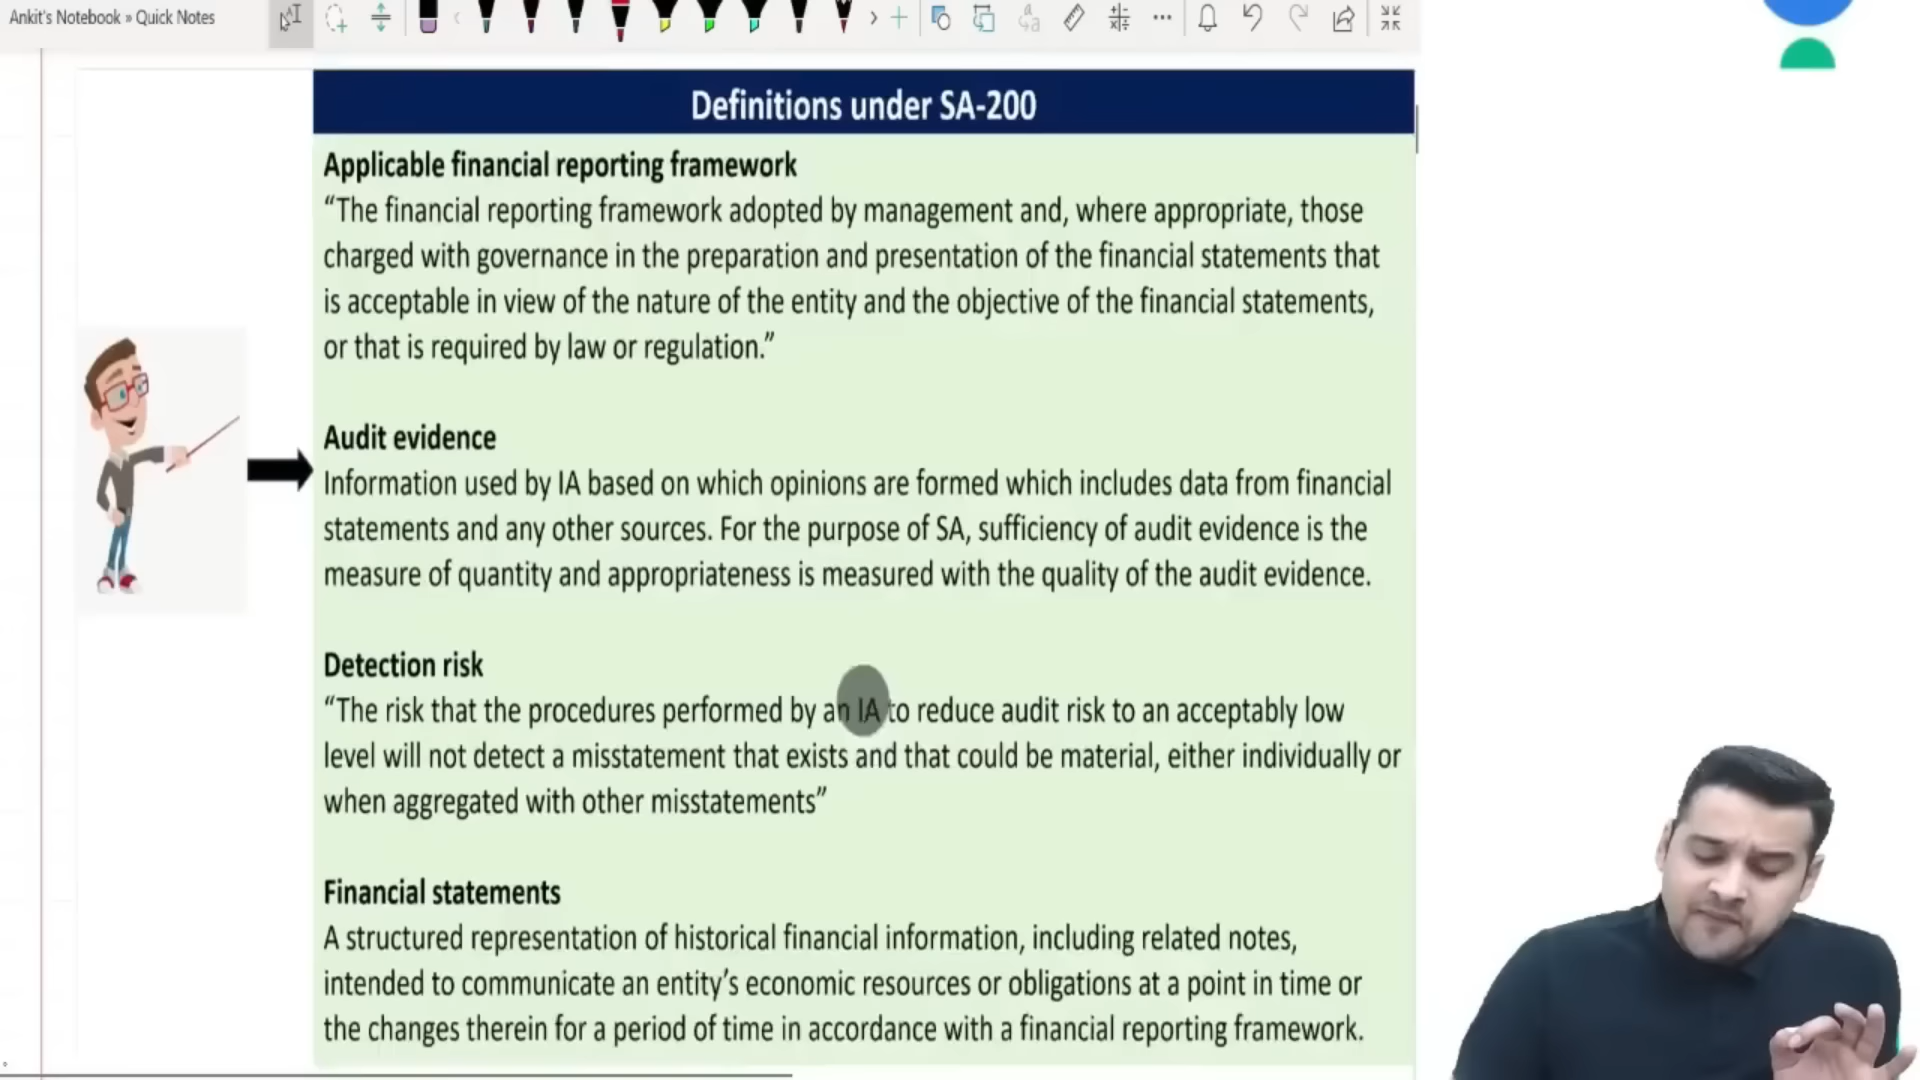 Ankit's Notebook » Quick Notes
Definitions under SA-200
Applicable financial reporting framework
“The financial reporting framework adopted by management and, where appropriate, those
charged with governance in the preparation and presentation of the financial statements that
is acceptable in view of the nature of the entity and the objective of the financial statements,
or that is required by law or regulation.”
Audit evidence
Information used by IA based on which opinions are formed which includes data from financial
statements and any other sources. For the purpose of SA, sufficiency of audit evidence is the
measure of quantity and appropriateness is measured with the quality of the audit evidence.
Detection risk
“The risk that the procedures performed by an IA to reduce audit risk to an acceptably low
level will not detect a misstatement that exists and that could be material, either individually or
when aggregated with other misstatements”
Financial statements
A structured representation of historical financial information, including related notes,
intended to communicate an entity’s economic resources or obligations at a point in time or
the changes therein for a period of time in accordance with a financial reporting framework.